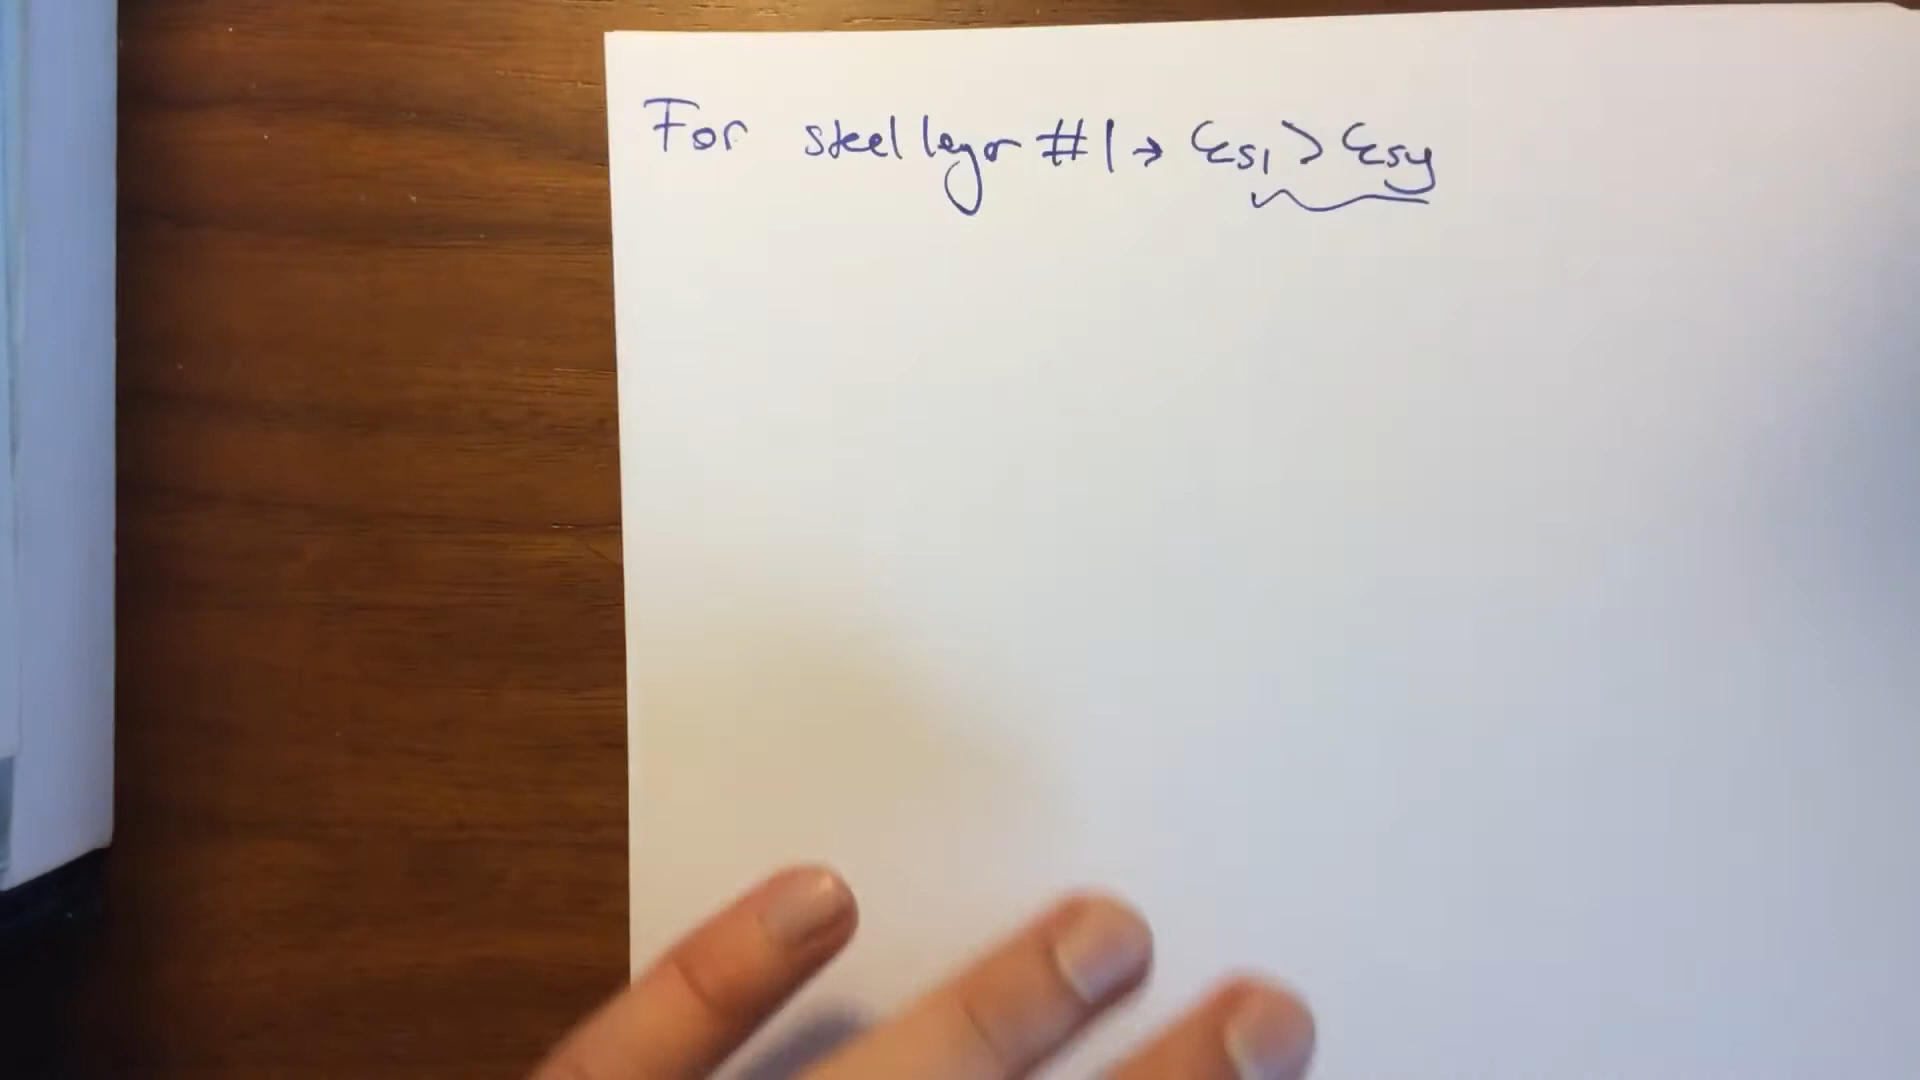 For steel layer #1 → εs1 > εsy